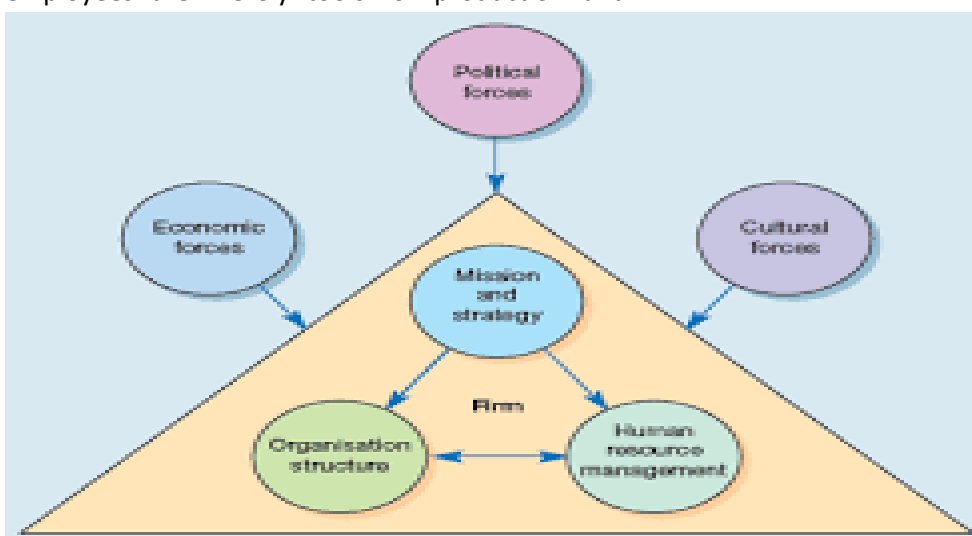 Political
forces
Economic
forces
Cultural
forces
Mission
and
strategy
Firm
Organisation
structure
Human
resource
management